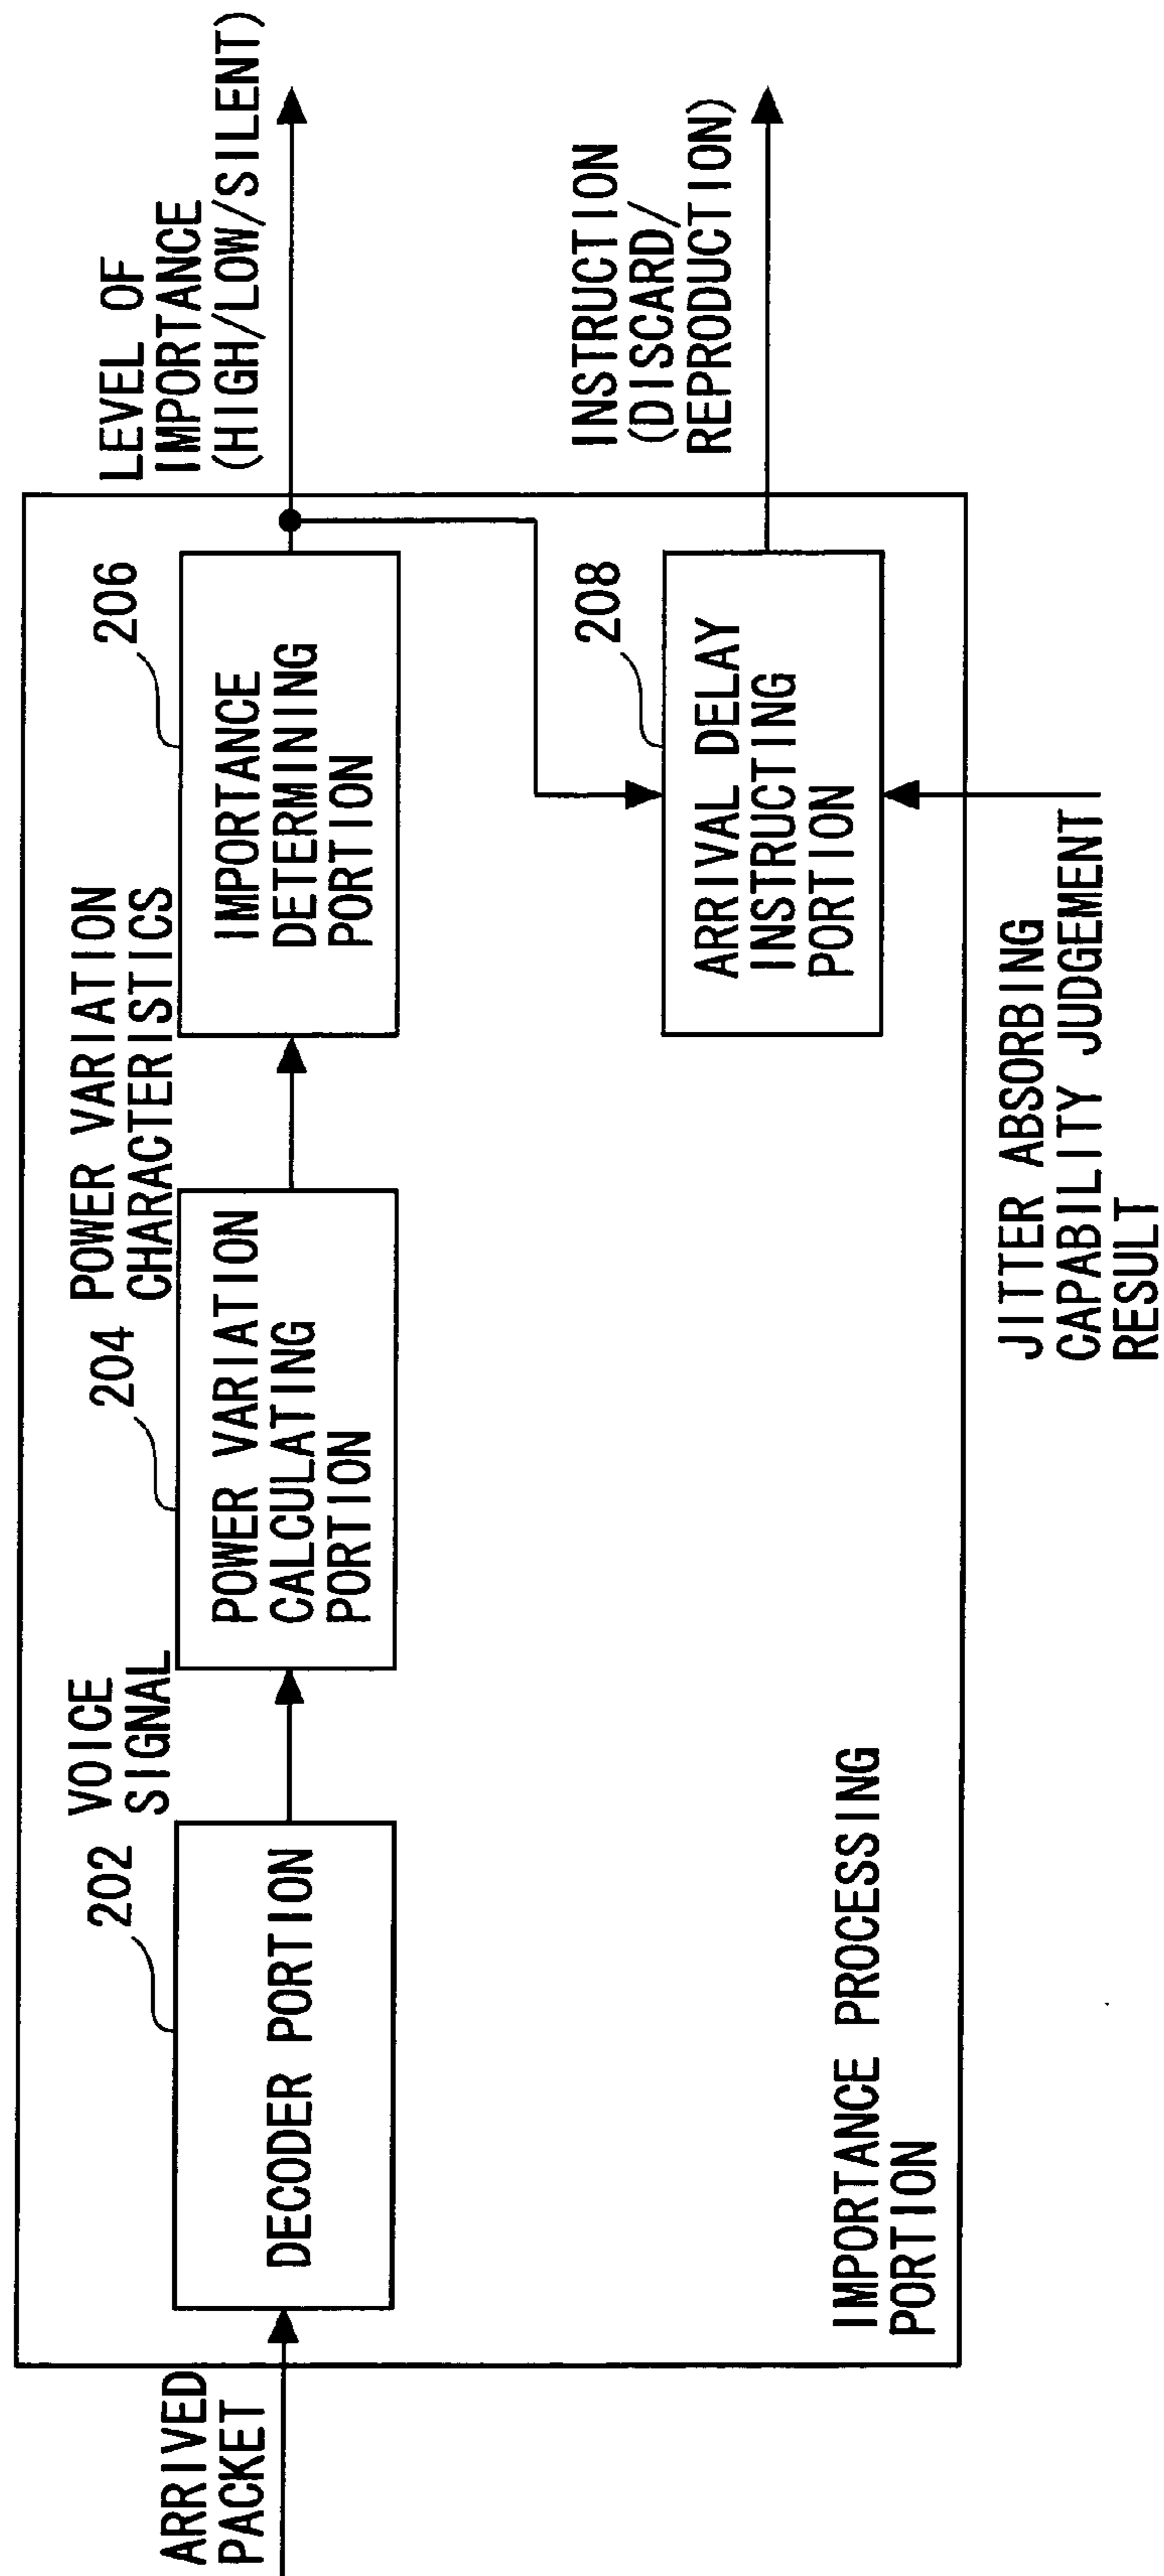 ARRIVED
PACKET
202
DECODER PORTION
VOICE
SIGNAL
204
POWER VARIATION
CALCULATING
PORTION
POWER VARIATION
CHARACTERISTICS
206
IMPORTANCE
DETERMINING
PORTION
LEVEL OF
IMPORTANCE
(HIGH/LOW/SILENT)
208
ARRIVAL DELAY
INSTRUCTING
PORTION
INSTRUCTION
(DISCARD/
REPRODUCTION)
IMPORTANCE PROCESSING
PORTION
JITTER ABSORBING
CAPABILITY JUDGEMENT
RESULT